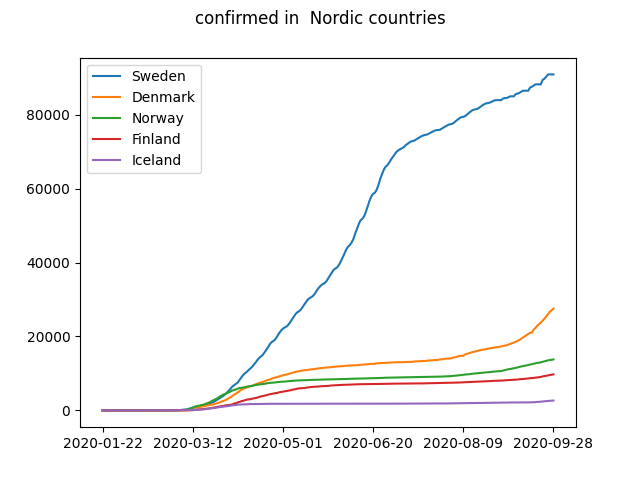 confirmed in  Nordic countries
Sweden
Denmark
Norway
Finland
Iceland
80000
60000
40000
20000
0
2020-01-22 2020-03-12 2020-05-01 2020-06-20 2020-08-09 2020-09-28